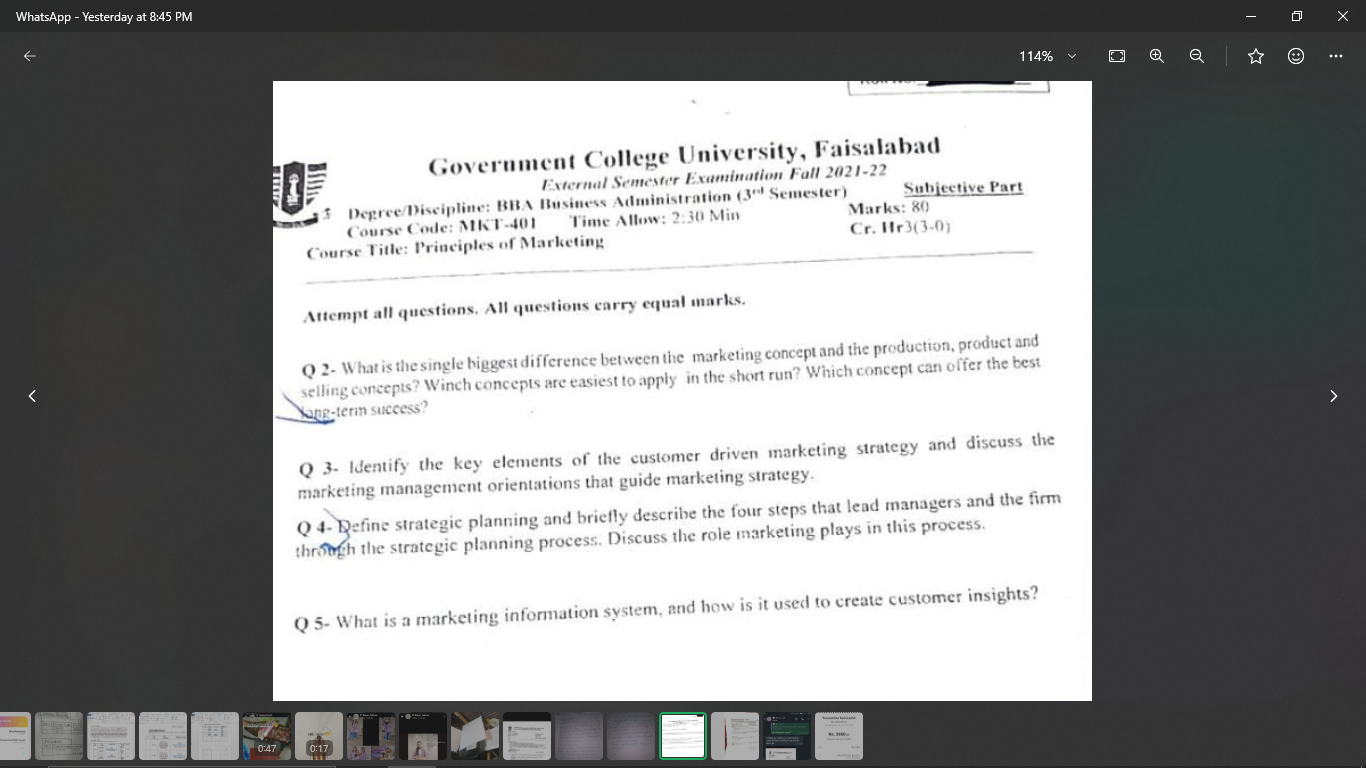 WhatsApp - Yesterday at 8:45 PM
114%
Government College University, Faisalabad
External Semester Examination Fall 2021-22
Degree/Discipline: BBA Business Administration (3rd Semester)
Subjective Part
Course Code: MKT-401 Time Allow: 2:30 Min
Marks: 80
Course Title: Principles of Marketing
Cr. Hr3(3-0)
Attempt all questions. All questions carry equal marks.
Q 2- What is the single biggest difference between the marketing concept and the production, product and
selling concepts? Winch concepts are easiest to apply in the short run? Which concept can offer the best
long-term success?
Q 3- Identify the key elements of the customer driven marketing strategy and discuss the
marketing management orientations that guide marketing strategy.
Q 4- Define strategic planning and briefly describe the four steps that lead managers and the firm
through the strategic planning process. Discuss the role marketing plays in this process.
Q 5- What is a marketing information system, and how is it used to create customer insights?
0:47
0:17